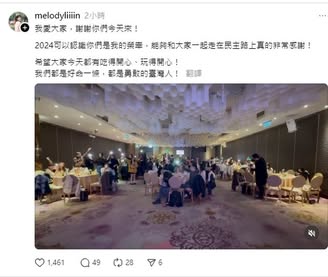 melodyliiiin 2小時
我愛大家，謝謝你們今天來！
2024可以認識你們是我的榮幸，能夠和大家一起走在民主路上真的非常感謝！
希望大家今天都有吃得開心、玩得開心！
我們都是好命一條，都是勇敢的臺灣人！ 翻譯
1,461 49 28 6